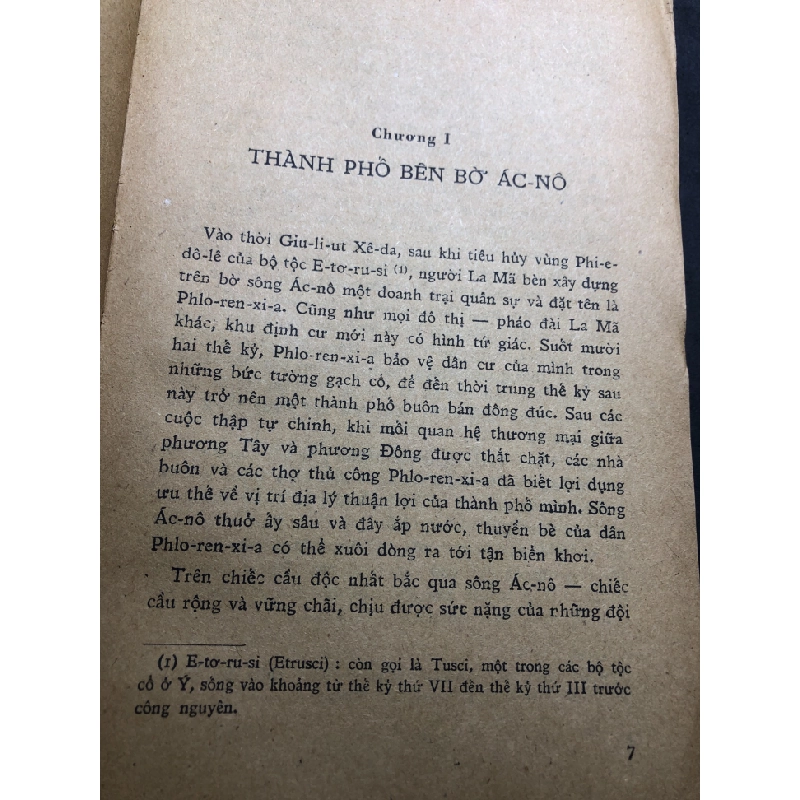 Chương I
THÀNH PHỐ BÊN BỜ ÁC-NÔ
Vào thời Giu-li-ut Xê-da, sau khi tiêu hủy vùng Phi-e-
dô-lê của bộ tộc E-tơ-ru-si (1), người La Mã bèn xây dựng
trên bờ sông Ác-nô một doanh trại quân sự và đặt tên là
Phlo-ren-xi-a. Cũng như mọi đô thị — pháo đài La Mã
khác, khu định cư mới này có hình tứ giác. Suốt mười
hai thế kỷ, Phlo-ren-xi-a bảo vệ dân cư của mình trong
những bức tường gạch cổ, để đến thời trung thế kỷ sau
này trở nên một thành phố buôn bán đông đúc. Sau các
cuộc thập tự chinh, khi mối quan hệ thương mại giữa
phương Tây và phương Đông được thắt chặt, các nhà
buôn và các thợ thủ công Phlo-ren-xi-a đã biết lợi dụng
ưu thế về vị trí địa lý thuận lợi của thành phố mình. Sông
Ác-nô thuở ấy sâu và đầy ắp nước, thuyền bè của dân
Phlo-ren-xi-a có thể xuôi dòng ra tới tận biển khơi.
Trên chiếc cầu độc nhất bắc qua sông Ác-nô — chiếc
cầu rộng và vững chãi, chịu được sức nặng của những đội
(1) E-tơ-ru-si (Etrusci) : còn gọi là Tusci, một trong các bộ tộc
cổ ở Ý, sống vào khoảng từ thế kỷ thứ VII đến thế kỷ thứ III trước
công nguyên.
7